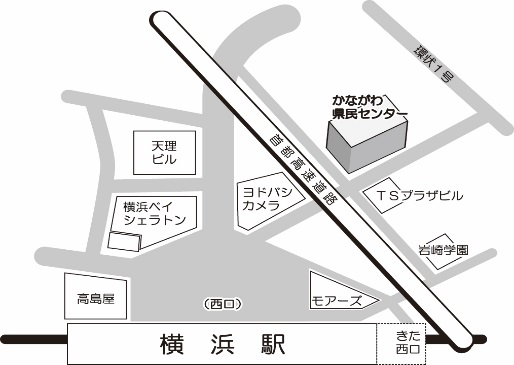 環状1号
かながわ
県民センター
首都高速道路
天理
ビル
ヨドバシ
カメラ
TSプラザビル
横浜ベイ
シェラトン
岩崎学園
高島屋
(西口)
モアーズ
横浜駅
きた
西口